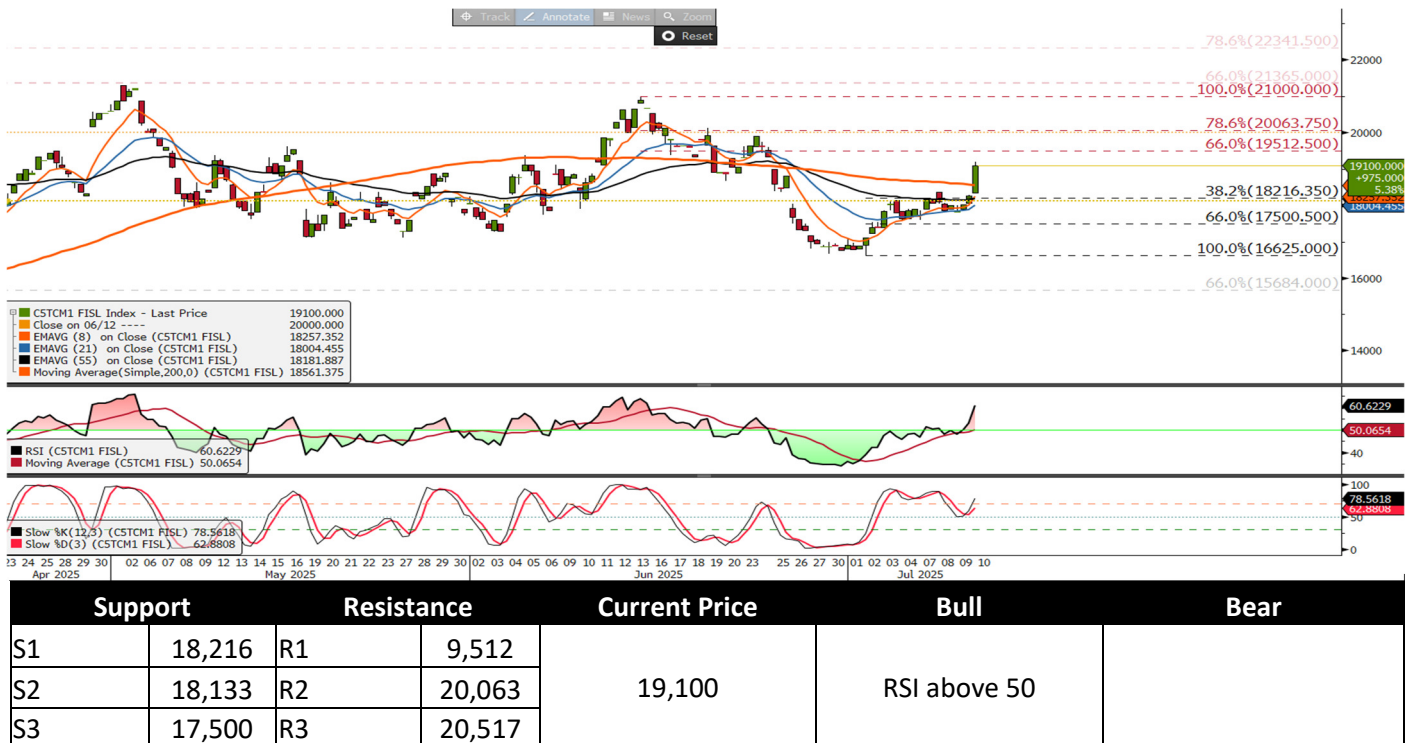 Track Annotate News Zoom
Reset
78.6%(22341.500)
22000
66.0%(21365.000)
100.0%(21000.000)
78.6%(20063.750)
20000
66.0%(19512.500)
19100.000
+975.000
5.38%
38.2%(18216.350)
18257.352
18004.455
66.0%(17500.500)
100.0%(16625.000)
16000
66.0%(15684.000)
14000
C5TCM1 FISL Index - Last Price 19100.000
Close on 06/12 ---- 20000.000
EMAVG (8) on Close (C5TCM1 FISL) 18257.352
EMAVG (21) on Close (C5TCM1 FISL) 18004.455
EMAVG (55) on Close (C5TCM1 FISL) 18181.887
Moving Average(Simple,200,0) (C5TCM1 FISL) 18561.375
60.6229
50.0654
40
RSI (C5TCM1 FISL) 60.6229
Moving Average (C5TCM1 FISL) 50.0654
100
78.5618
62.8808
50
0
Slow %K(12,3) (C5TCM1 FISL) 78.5618
Slow %D(3) (C5TCM1 FISL) 62.8808
23 24 25 28 29 30 02 06 07 08 09 12 13 14 15 16 19 20 21 22 23 27 28 29 30 02 03 04 05 06 09 10 11 12 13 16 17 18 19 20 23 25 26 27 30 01 02 03 04 07 08 09 10
Apr 2025 May 2025 Jun 2025 Jul 2025
Support Resistance Current Price Bull Bear
S1 18,216 R1 9,512
S2 18,133 R2 20,063 19,100 RSI above 50
S3 17,500 R3 20,517